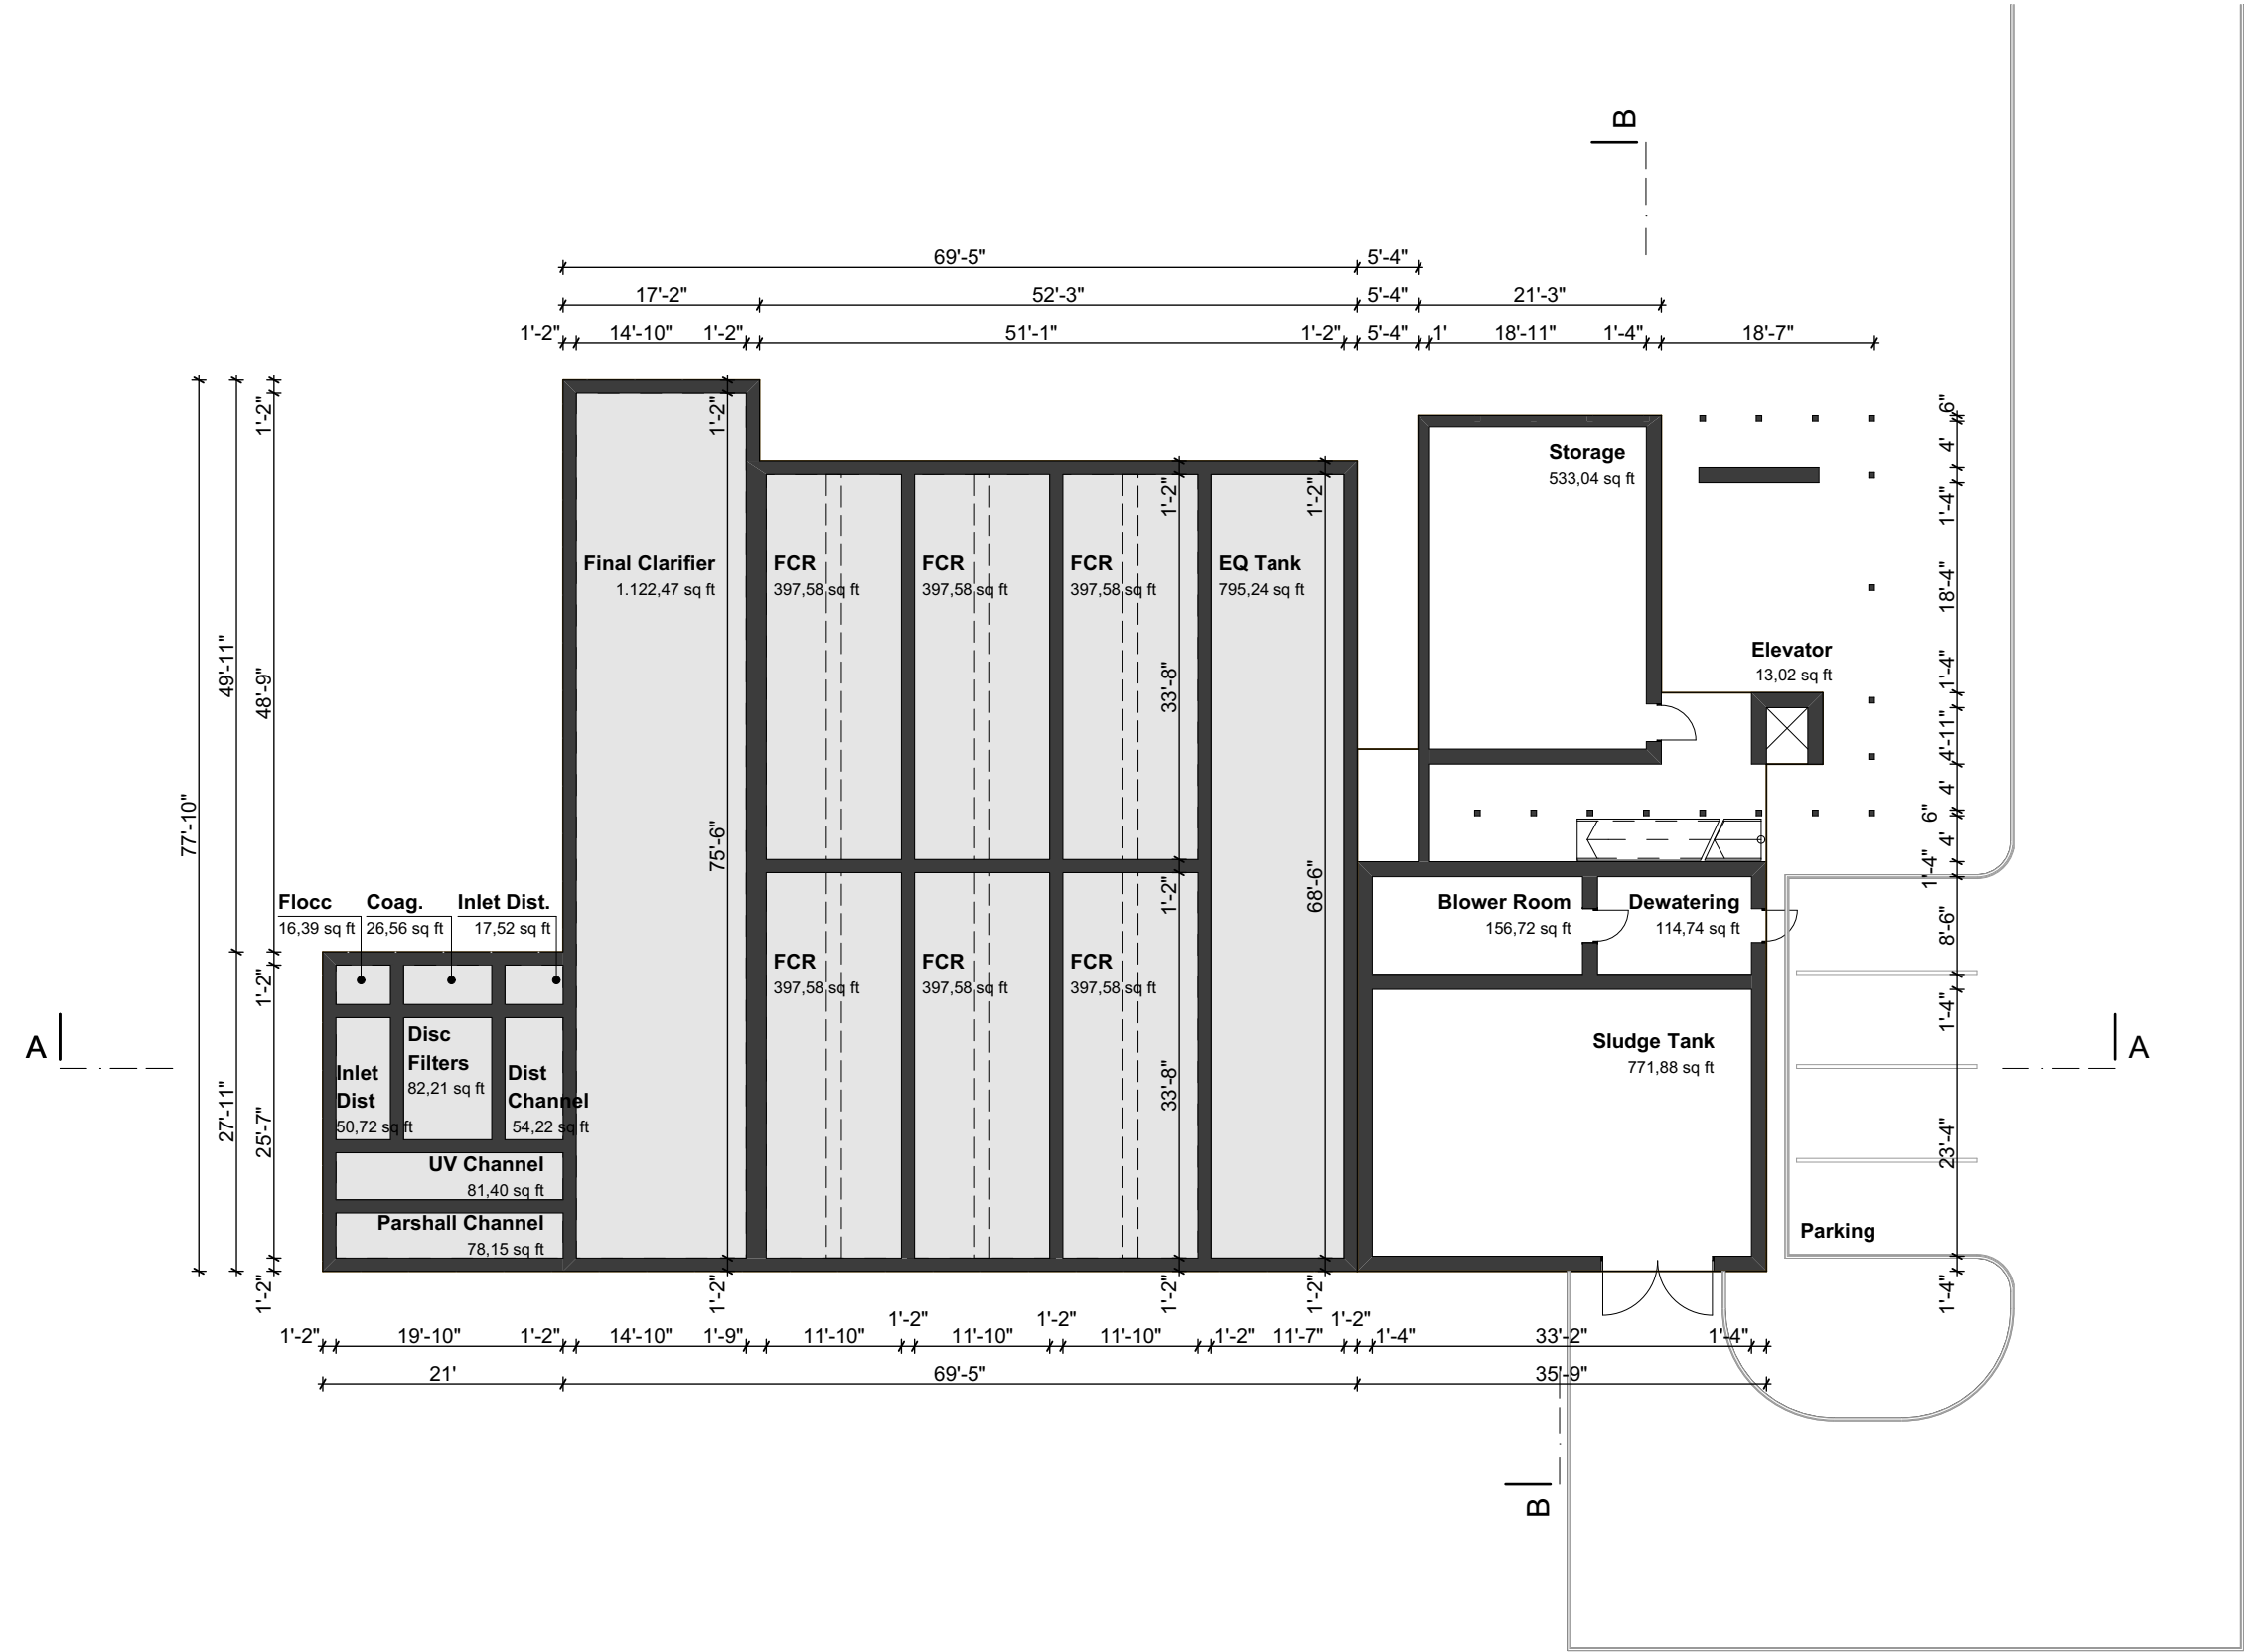 B
69'-5" 5'-4"
17'-2" 52'-3" 5'-4" 21'-3"
1'-2" 14'-10" 1'-2" 51'-1" 1'-2" 5'-4" 1' 18'-11" 1'-4" 18'-7"
77'-10"
49'-11" 27'-11"
1'-2" 48'-9" 1'-2" 25'-7" 1'-2"
Final Clarifier
1.122,47 sq ft
1'-2" 75'-6" 1'-2"
FCR
397,58 sq ft
FCR
397,58 sq ft
FCR
397,58 sq ft
1'-2" 33'-8" 1'-2" 33'-8" 1'-2"
EQ Tank
795,24 sq ft
1'-2" 68'-6" 1'-2"
Storage
533,04 sq ft
Elevator
13,02 sq ft
6" 4' 1'-4" 18'-4" 1'-4" 4'-11" 4' 6" 4' 1'-4" 8'-6" 1'-4" 23'-4" 1'-4"
Flocc
16,39 sq ft
Coag.
26,56 sq ft
Inlet Dist.
17,52 sq ft
FCR
397,58 sq ft
FCR
397,58 sq ft
FCR
397,58 sq ft
Blower Room
156,72 sq ft
Dewatering
114,74 sq ft
A
Inlet
Dist
50,72 sq ft
Disc
Filters
82,21 sq ft
Dist
Channel
54,22 sq ft
Sludge Tank
771,88 sq ft
A
UV Channel
81,40 sq ft
Parshall Channel
78,15 sq ft
Parking
1'-2" 1'-2" 1'-2"
1'-2" 19'-10" 1'-2" 14'-10" 1'-9" 11'-10" 11'-10" 11'-10" 1'-2" 11'-7" 1'-4" 33'-2" 1'-4"
21' 69'-5" 35'-9"
B